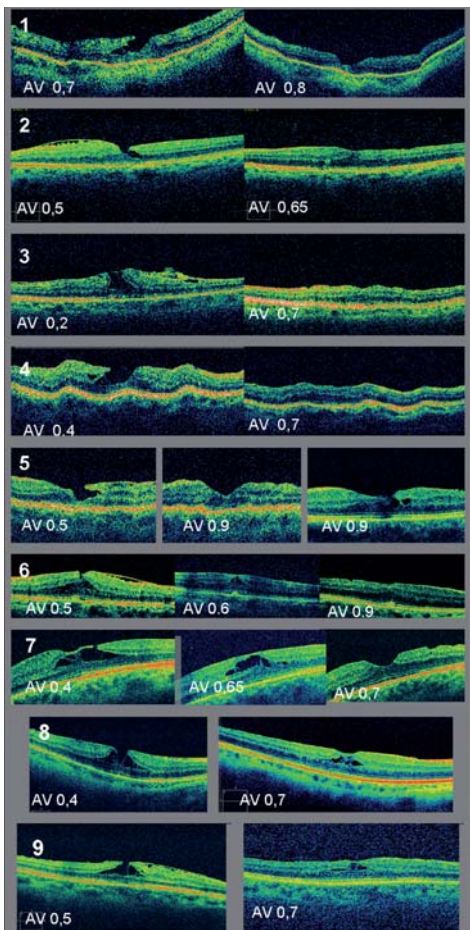 1
AV 0,7 AV 0,8
2
AV 0,5 AV 0,65
3
AV 0,2 AV 0,7
4
AV 0.4 AV 0.7
5
AV 0.5 AV 0.9 AV 0.9
6
AV 0.5 AV 0.6 AV 0.9
7
AV 0.4 AV 0,65 AV 0,7
8
AV 0,4 AV 0,7
9
AV 0,5 AV 0,7